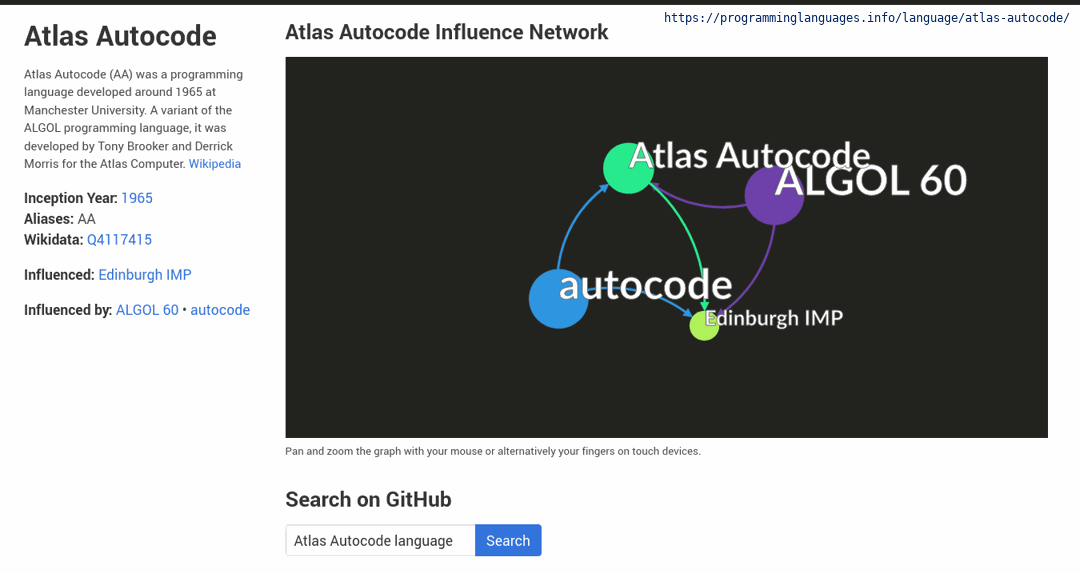 https://programminglanguages.info/language/atlas-autocode/
Atlas Autocode
Atlas Autocode (AA) was a programming
language developed around 1965 at
Manchester University. A variant of the
ALGOL programming language, it was
developed by Tony Brooker and Derrick
Morris for the Atlas Computer. Wikipedia
Inception Year: 1965
Aliases: AA
Wikidata: Q4117415
Influenced: Edinburgh IMP
Influenced by: ALGOL 60 • autocode
Atlas Autocode Influence Network
Atlas Autocode
ALGOL 60
autocode
Edinburgh IMP
Pan and zoom the graph with your mouse or alternatively your fingers on touch devices.
Search on GitHub
Atlas Autocode language
Search